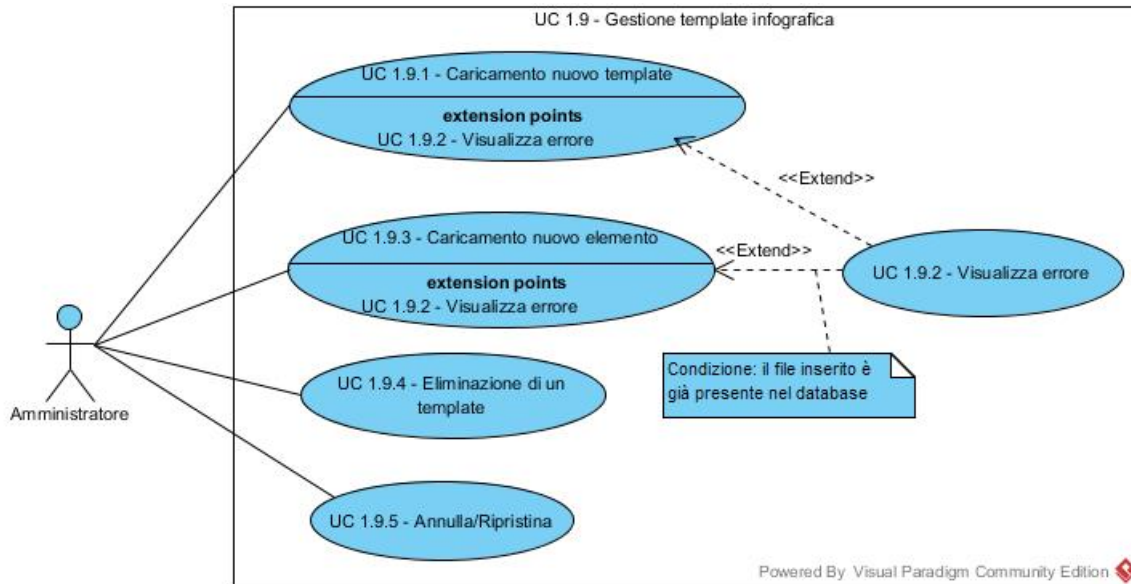 UC 1.9 - Gestione template infografica
UC 1.9.1 - Caricamento nuovo template
extension points
UC 1.9.2 - Visualizza errore
<<Extend>>
UC 1.9.3 - Caricamento nuovo elemento
extension points
UC 1.9.2 - Visualizza errore
<<Extend>>
UC 1.9.2 - Visualizza errore
Condizione: il file inserito è
già presente nel database
Amministratore
UC 1.9.4 - Eliminazione di un
template
UC 1.9.5 - Annulla/Ripristina
Powered By Visual Paradigm Community Edition